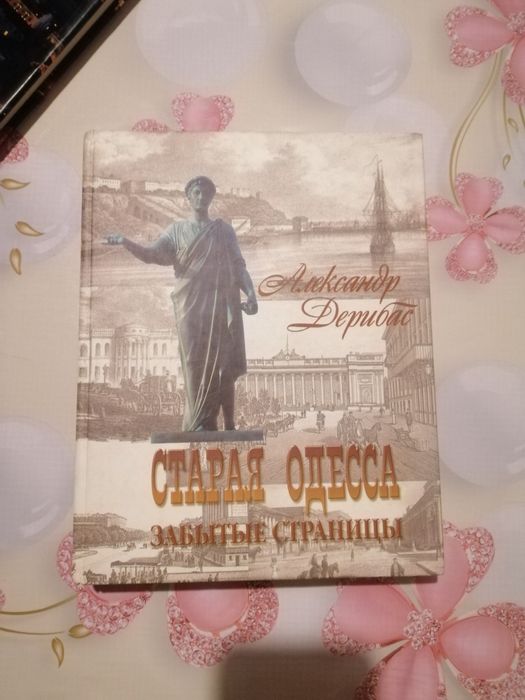 Александр
Дерибас
СТАРАЯ ОДЕССА
ЗАБЫТЫЕ СТРАНИЦЫ